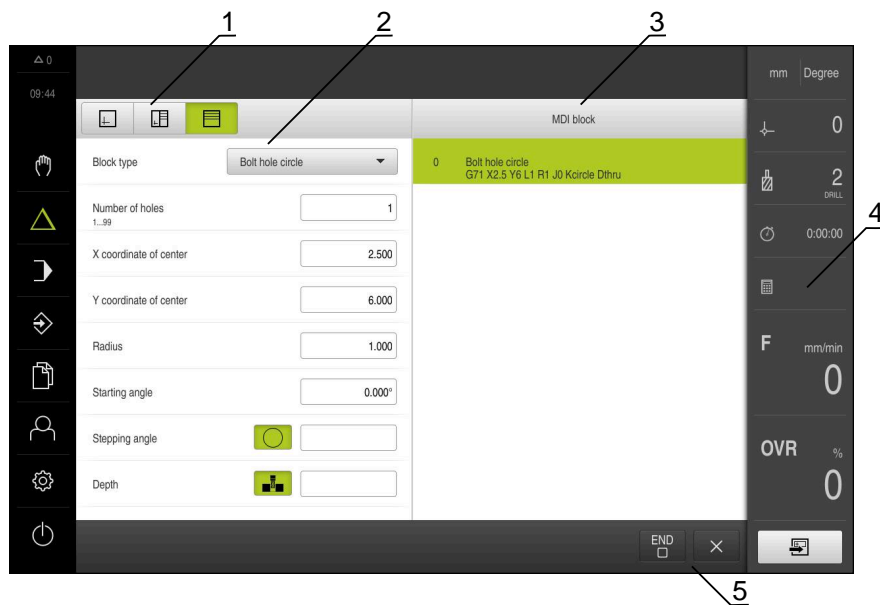 1
2
3
0
09:44
mm Degree
MDI block
0
Block type
Bolt hole circle
0 Bolt hole circle
G71 X2.5 Y6 L1 R1 J0 Kcircle Dthru
2
DRILL
Number of holes
1...99
1
4
0:00:00
X coordinate of center
2.500
Y coordinate of center
6.000
Radius
1.000
F mm/min
0
Starting angle
0.000°
Stepping angle
OVR %
0
Depth
END
5